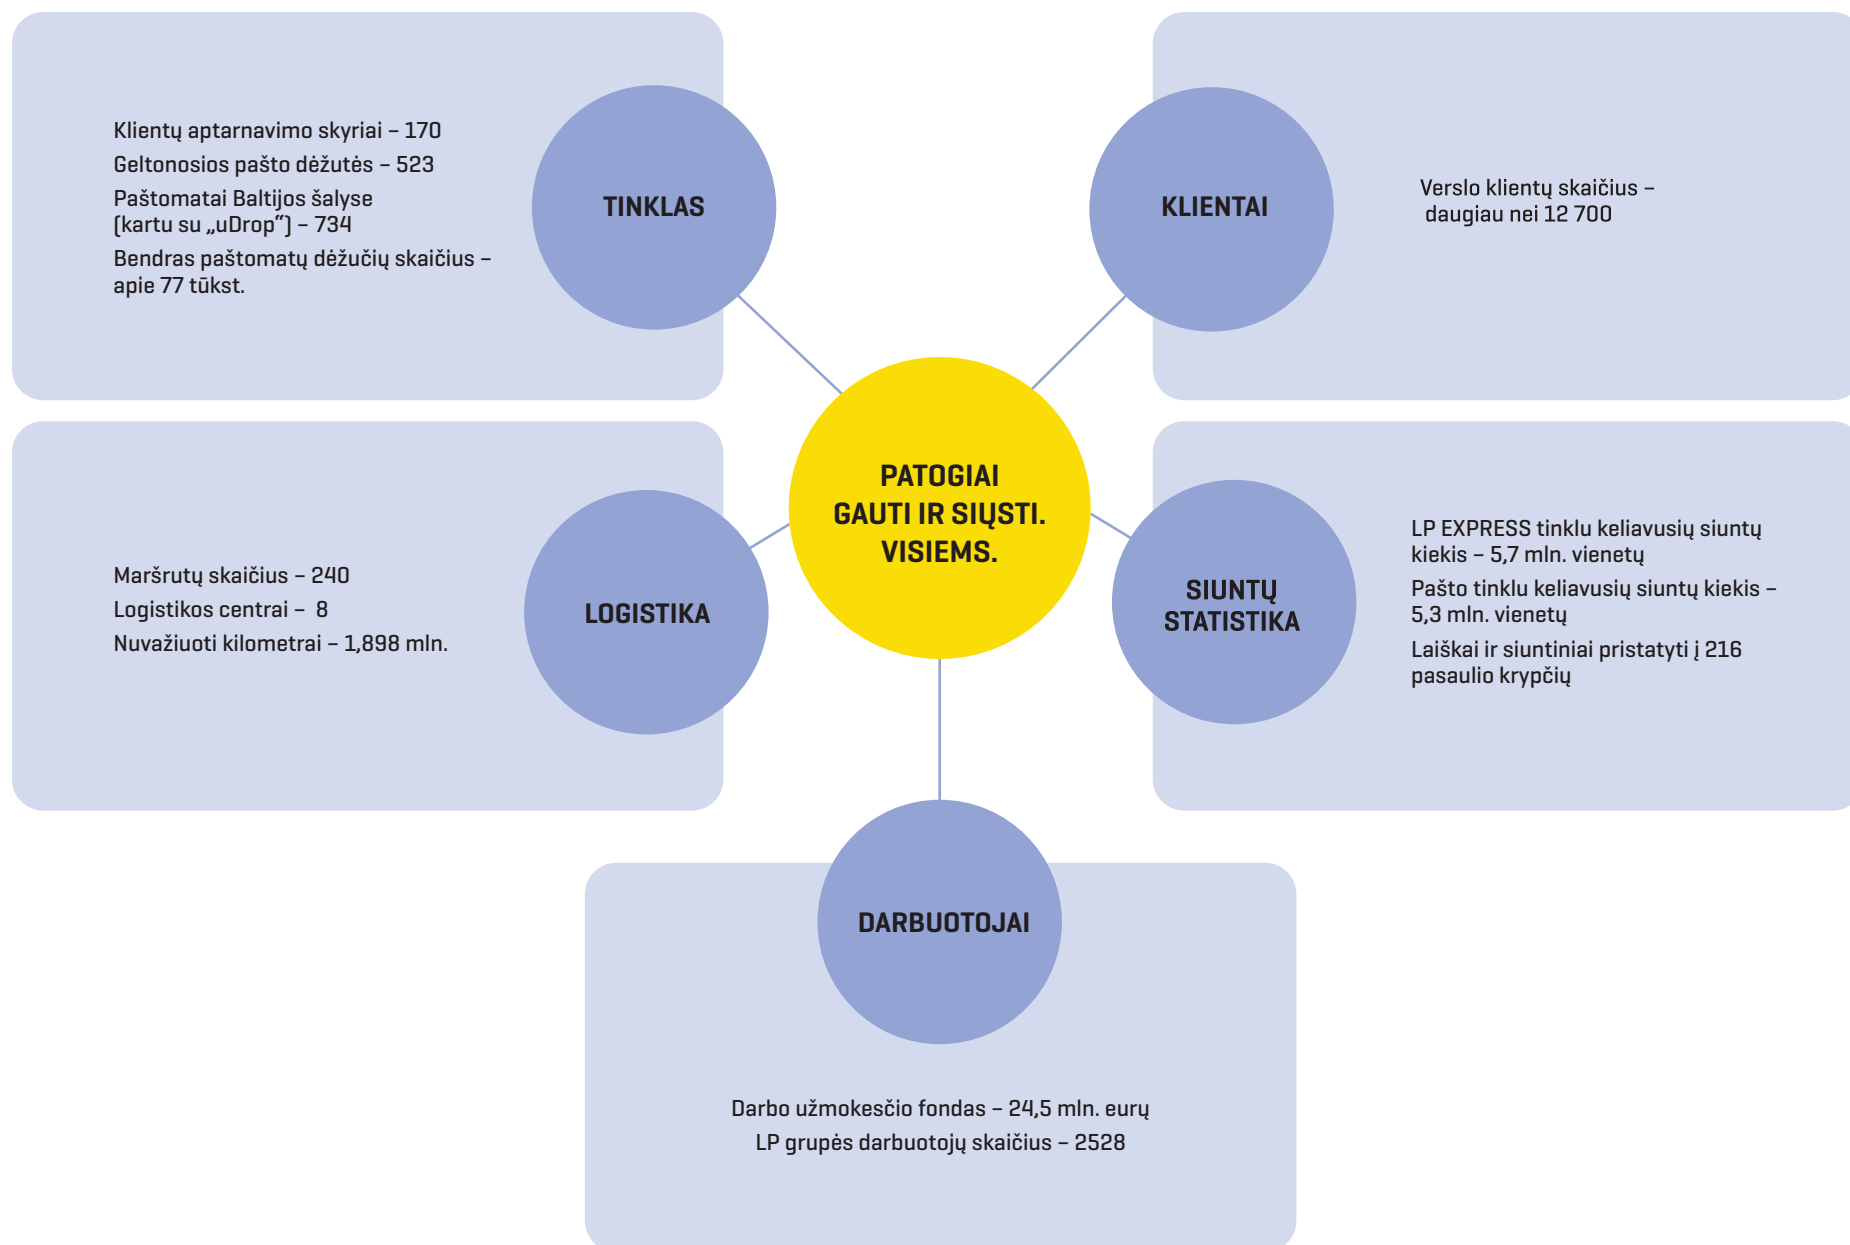 Klientų aptarnavimo skyriai – 170
Geltonosios pašto dėžutės – 523
Paštomatai Baltijos šalyse
(kartu su „uDrop“) – 734
Bendras paštomatų dėžučių skaičius –
apie 77 tūkst.
TINKLAS
KLIENTAI
Verslo klientų skaičius –
daugiau nei 12 700
PATOGIAI
GAUTI IR SIŲSTI.
VISIEMS.
Maršrutų skaičius – 240
Logistikos centrai – 8
Nuvažiuoti kilometrai – 1,898 mln.
LOGISTIKA
SIUNTŲ
STATISTIKA
LP EXPRESS tinklu keliavusių siuntų
kiekis – 5,7 mln. vienetų
Pašto tinklu keliavusių siuntų kiekis –
5,3 mln. vienetų
Laiškai ir siuntiniai pristatyti į 216
pasaulio krypčių
DARBUOTOJAI
Darbo užmokesčio fondas – 24,5 mln. eurų
LP grupės darbuotojų skaičius – 2528